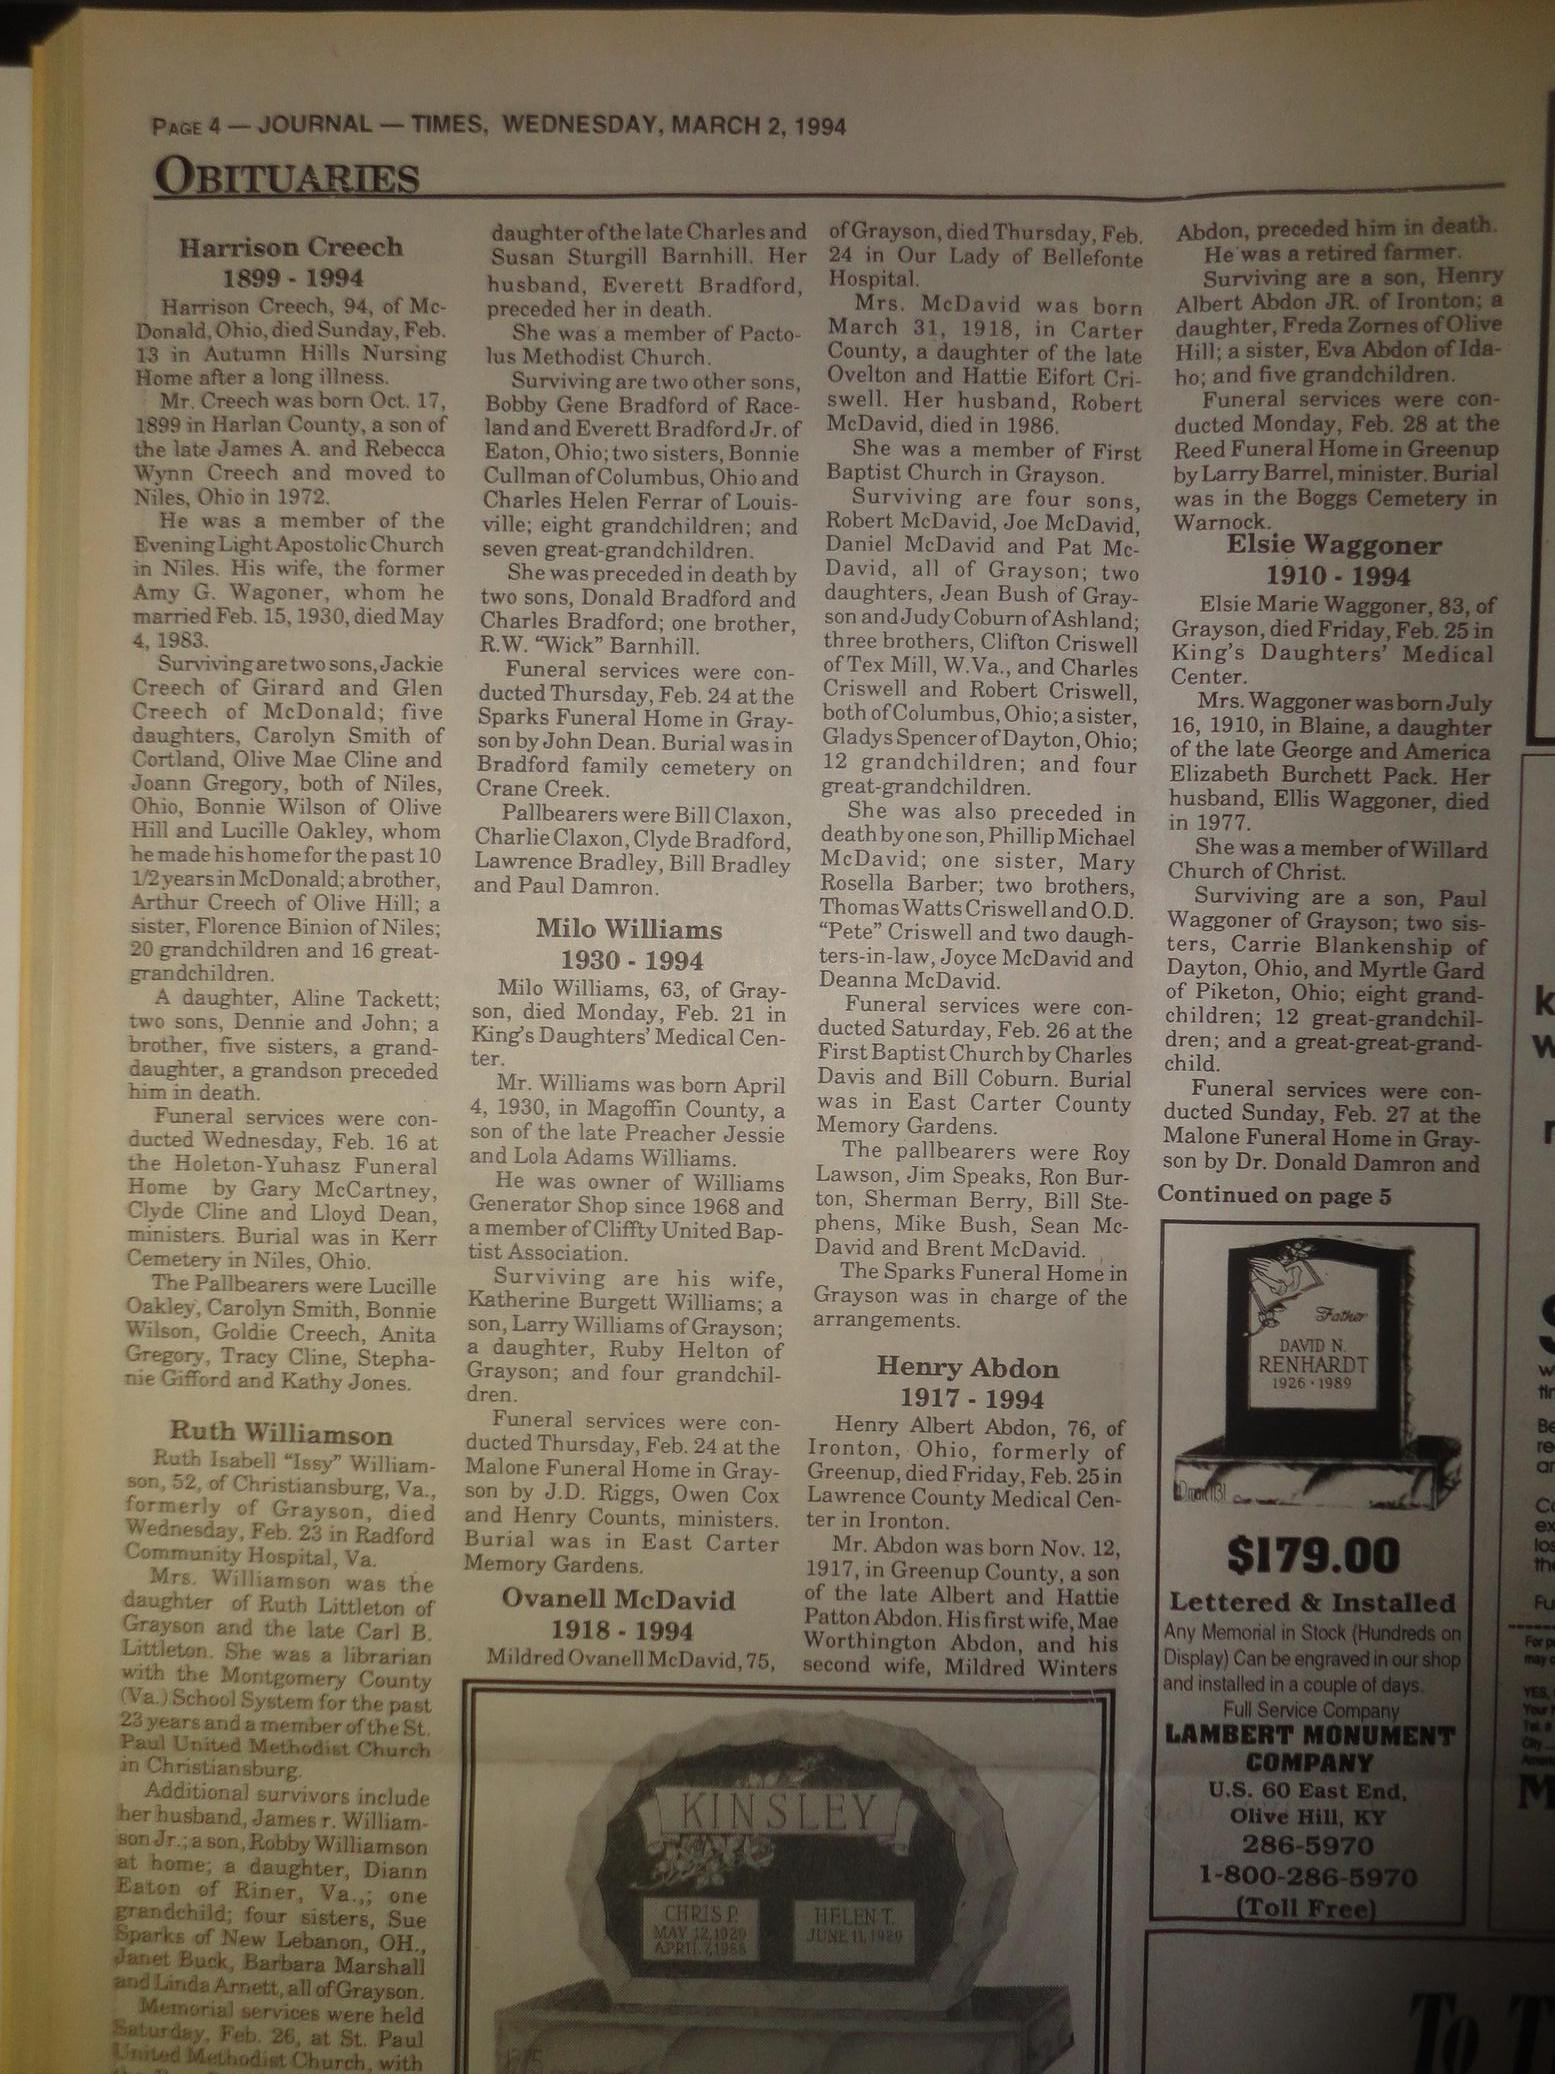 PAGE 4 — JOURNAL — TIMES, WEDNESDAY, MARCH 2, 1994
OBITUARIES
Harrison Creech
1899 - 1994
Harrison Creech, 94, of Mc-
Donald, Ohio, died Sunday, Feb.
13 in Autumn Hills Nursing
Home after a long illness.
Mr. Creech was born Oct. 17,
1899 in Harlan County, a son of
the late James A. and Rebecca
Wynn Creech and moved to
Niles, Ohio in 1972.
He was a member of the
Evening Light Apostolic Church
in Niles. His wife, the former
Amy G. Wagoner, whom he
married Feb. 15, 1930, died May
4, 1983.
Surviving are two sons, Jackie
Creech of Girard and Glen
Creech of McDonald; five
daughters, Carolyn Smith of
Cortland, Olive Mae Cline and
Joann Gregory, both of Niles,
Ohio, Bonnie Wilson of Olive
Hill and Lucille Oakley, whom
he made his home for the past 10
1/2 years in McDonald; a brother,
Arthur Creech of Olive Hill; a
sister, Florence Binion of Niles;
20 grandchildren and 16 great-
grandchildren.
A daughter, Aline Tackett;
two sons, Dennie and John; a
brother, five sisters, a grand-
daughter, a grandson preceded
him in death.
Funeral services were con-
ducted Wednesday, Feb. 16 at
the Holeton-Yuhasz Funeral
Home by Gary McCartney,
Clyde Cline and Lloyd Dean,
ministers. Burial was in Kerr
Cemetery in Niles, Ohio.
The Pallbearers were Lucille
Oakley, Carolyn Smith, Bonnie
Wilson, Goldie Creech, Anita
Gregory, Tracy Cline, Stepha-
nie Gifford and Kathy Jones.
Ruth Williamson
Ruth Isabell "Issy" William-
son, 52, of Christiansburg, Va.,
formerly of Grayson, died
Wednesday, Feb. 23 in Radford
Community Hospital, Va.
Mrs. Williamson was the
daughter of Ruth Littleton of
Grayson and the late Carl B.
Littleton. She was a librarian
with the Montgomery County
(Va.) School System for the past
23 years and a member of the St.
Paul United Methodist Church
in Christiansburg.
Additional survivors include
her husband, James r. William-
son Jr.; a son, Robby Williamson
at home; a daughter, Diann
Eaton of Riner, Va.,; one
grandchild; four sisters, Sue
Sparks of New Lebanon, OH.,
Janet Buck, Barbara Marshall
and Linda Arnett, all of Grayson.
Memorial services were held
Saturday, Feb. 26, at St. Paul
United Methodist Church, with
daughter of the late Charles and
Susan Sturgill Barnhill. Her
husband, Everett Bradford,
preceded her in death.
She was a member of Pacto-
lus Methodist Church.
Surviving are two other sons,
Bobby Gene Bradford of Race-
land and Everett Bradford Jr. of
Eaton, Ohio; two sisters, Bonnie
Cullman of Columbus, Ohio and
Charles Helen Ferrar of Louis-
ville; eight grandchildren; and
seven great-grandchildren.
She was preceded in death by
two sons, Donald Bradford and
Charles Bradford; one brother,
R.W. "Wick" Barnhill.
Funeral services were con-
ducted Thursday, Feb. 24 at the
Sparks Funeral Home in Gray-
son by John Dean. Burial was in
Bradford family cemetery on
Crane Creek.
Pallbearers were Bill Claxon,
Charlie Claxon, Clyde Bradford,
Lawrence Bradley, Bill Bradley
and Paul Damron.
Milo Williams
1930 - 1994
Milo Williams, 63, of Gray-
son, died Monday, Feb. 21 in
King's Daughters' Medical Cen-
ter.
Mr. Williams was born April
4, 1930, in Magoffin County, a
son of the late Preacher Jessie
and Lola Adams Williams.
He was owner of Williams
Generator Shop since 1968 and
a member of Cliffty United Bap-
tist Association.
Surviving are his wife,
Katherine Burgett Williams; a
son, Larry Williams of Grayson;
a daughter, Ruby Helton of
Grayson; and four grandchil-
dren.
Funeral services were con-
ducted Thursday, Feb. 24 at the
Malone Funeral Home in Gray-
son by J.D. Riggs, Owen Cox
and Henry Counts, ministers.
Burial was in East Carter
Memory Gardens.
Ovanell McDavid
1918 - 1994
Mildred Ovanell McDavid, 75,
of Grayson, died Thursday, Feb.
24 in Our Lady of Bellefonte
Hospital.
Mrs. McDavid was born
March 31, 1918, in Carter
County, a daughter of the late
Ovelton and Hattie Eifort Cri-
swell. Her husband, Robert
McDavid, died in 1986.
She was a member of First
Baptist Church in Grayson.
Surviving are four sons,
Robert McDavid, Joe McDavid,
Daniel McDavid and Pat Mc-
David, all of Grayson; two
daughters, Jean Bush of Gray-
son and Judy Coburn of Ashland;
three brothers, Clifton Criswell
of Tex Mill, W.Va., and Charles
Criswell and Robert Criswell,
both of Columbus, Ohio; a sister,
Gladys Spencer of Dayton, Ohio;
12 grandchildren; and four
great-grandchildren.
She was also preceded in
death by one son, Phillip Michael
McDavid; one sister, Mary
Rosella Barber; two brothers,
Thomas Watts Criswell and O.D.
"Pete" Criswell and two daugh-
ters-in-law, Joyce McDavid and
Deanna McDavid.
Funeral services were con-
ducted Saturday, Feb. 26 at the
First Baptist Church by Charles
Davis and Bill Coburn. Burial
was in East Carter County
Memory Gardens.
The pallbearers were Roy
Lawson, Jim Speaks, Ron Bur-
ton, Sherman Berry, Bill Ste-
phens, Mike Bush, Sean Mc-
David and Brent McDavid.
The Sparks Funeral Home in
Grayson was in charge of the
arrangements.
Henry Abdon
1917 - 1994
Henry Albert Abdon, 76, of
Ironton, Ohio, formerly of
Greenup, died Friday, Feb. 25 in
Lawrence County Medical Cen-
ter in Ironton.
Mr. Abdon was born Nov. 12,
1917, in Greenup County, a son
of the late Albert and Hattie
Patton Abdon. His first wife, Mae
Worthington Abdon, and his
second wife, Mildred Winters
Abdon, preceded him in death.
He was a retired farmer.
Surviving are a son, Henry
Albert Abdon JR. of Ironton; a
daughter, Freda Zornes of Olive
Hill; a sister, Eva Abdon of Ida-
ho; and five grandchildren.
Funeral services were con-
ducted Monday, Feb. 28 at the
Reed Funeral Home in Greenup
by Larry Barrel, minister. Burial
was in the Boggs Cemetery in
Warnock.
Elsie Waggoner
1910 - 1994
Elsie Marie Waggoner, 83, of
Grayson, died Friday, Feb. 25 in
King's Daughters' Medical
Center.
Mrs. Waggoner was born July
16, 1910, in Blaine, a daughter
of the late George and America
Elizabeth Burchett Pack. Her
husband, Ellis Waggoner, died
in 1977.
She was a member of Willard
Church of Christ.
Surviving are a son, Paul
Waggoner of Grayson; two sis-
ters, Carrie Blankenship of
Dayton, Ohio, and Myrtle Gard
of Piketon, Ohio; eight grand-
children; 12 great-grandchil-
dren; and a great-great-grand-
child.
Funeral services were con-
ducted Sunday, Feb. 27 at the
Malone Funeral Home in Gray-
son by Dr. Donald Damron and
Continued on page 5
Father
DAVID N.
RENHARDT
1926 · 1989
$179.00
Lettered & Installed
Any Memorial in Stock (Hundreds on
Display) Can be engraved in our shop
and installed in a couple of days.
Full Service Company
LAMBERT MONUMENT
COMPANY
U.S. 60 East End,
Olive Hill, KY
286-5970
1-800-286-5970
(Toll Free)
KINSLEY
CHRIS P.
MAY 12, 1929
APRIL 7, 1988
HELEN T.
JUNE 11, 1929
To T